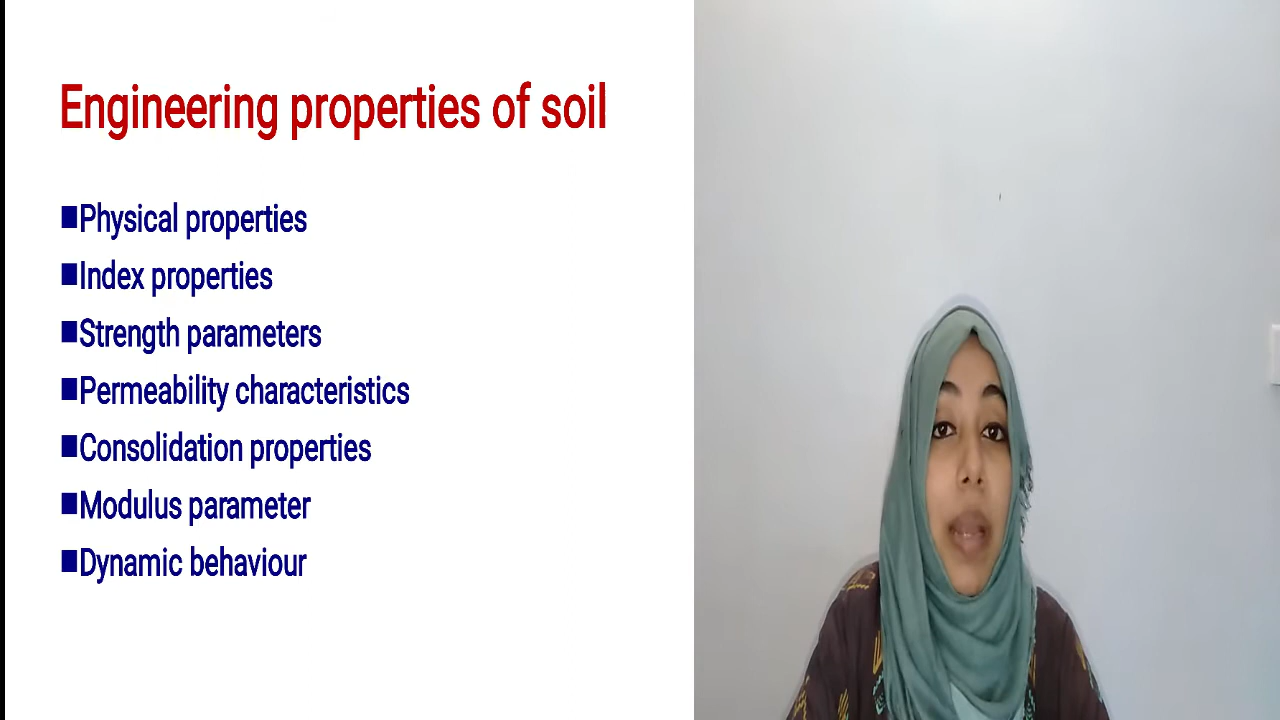 Engineering properties of soil
■Physical properties
■Index properties
■Strength parameters
■Permeability characteristics
■Consolidation properties
■Modulus parameter
■Dynamic behaviour